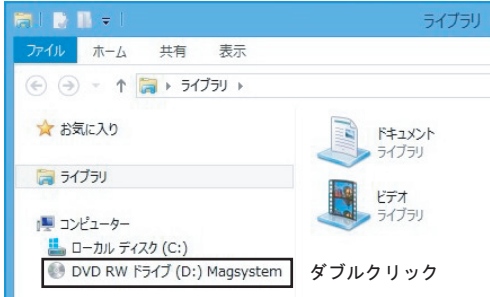 ライブラリ
ファイル ホーム 共有 表示
ライブラリ
お気に入り
ライブラリ
コンピューター
ローカル ディスク (C:)
DVD RW ドライブ (D:) Magsystem
ドキュメント
ライブラリ
ビデオ
ライブラリ
ダブルクリック